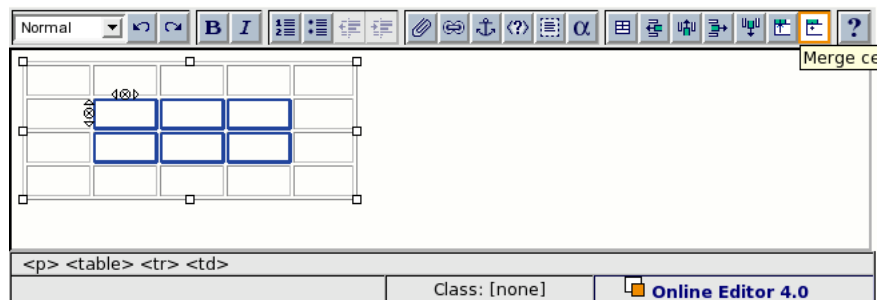 Normal
B I
<?>
α
?
Merge ce
<p> <table> <tr> <td>
Class: [none]
Online Editor 4.0